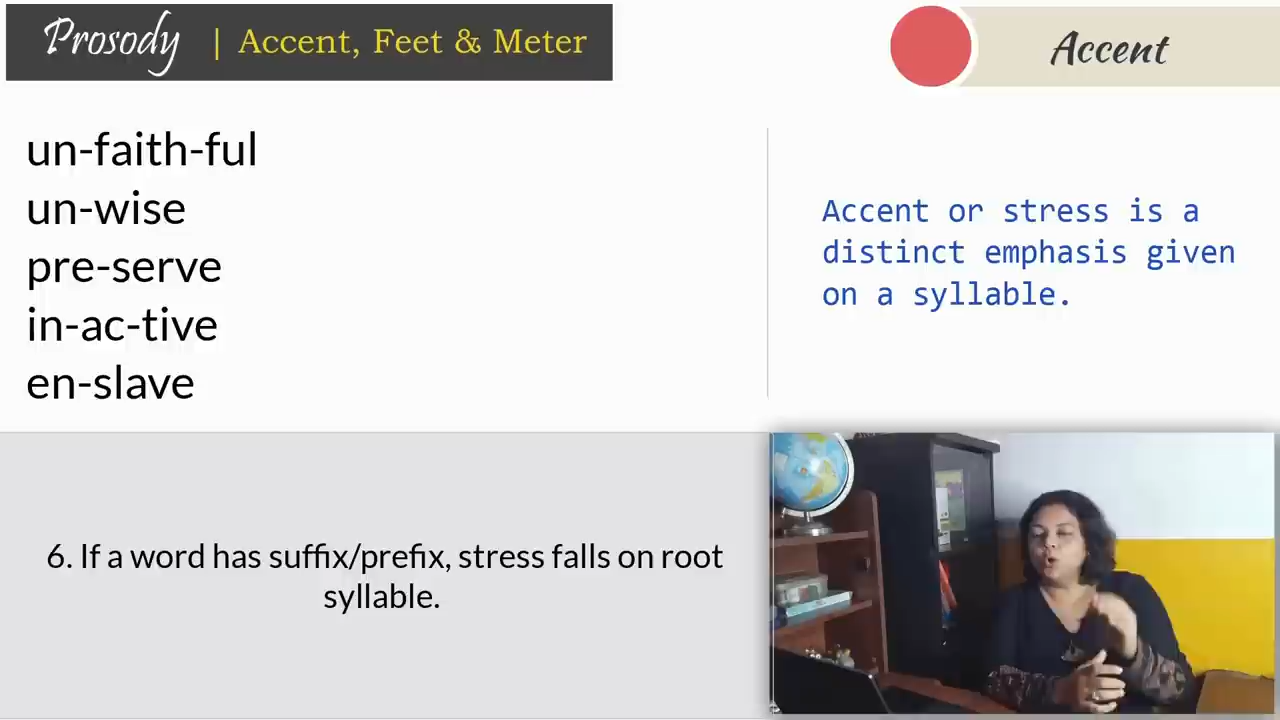 Prosody | Accent, Feet & Meter
Accent
un-faith-ful
un-wise
pre-serve
in-ac-tive
en-slave
Accent or stress is a
distinct emphasis given
on a syllable.
6. If a word has suffix/prefix, stress falls on root
syllable.